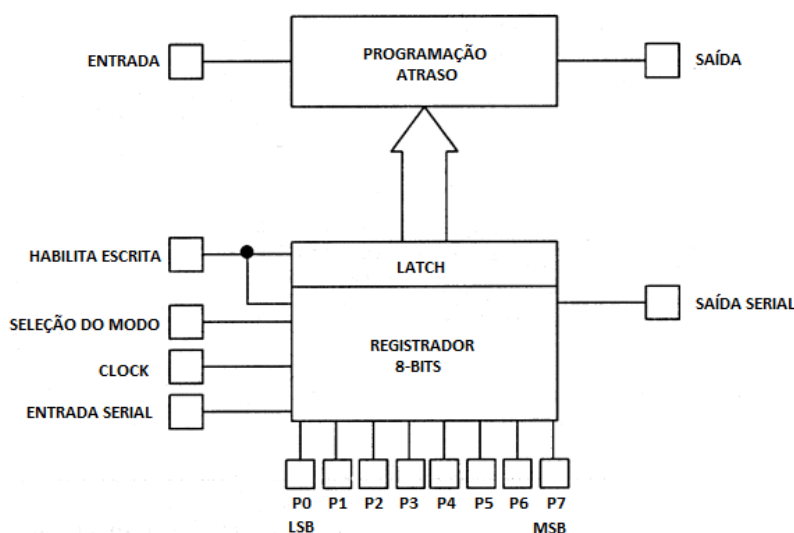 ENTRADA
PROGRAMAÇÃO
ATRASO
SAÍDA
HABILITA ESCRITA
LATCH
SELEÇÃO DO MODO
SAÍDA SERIAL
REGISTRADOR
8-BITS
CLOCK
ENTRADA SERIAL
P0 P1 P2 P3 P4 P5 P6 P7
LSB MSB